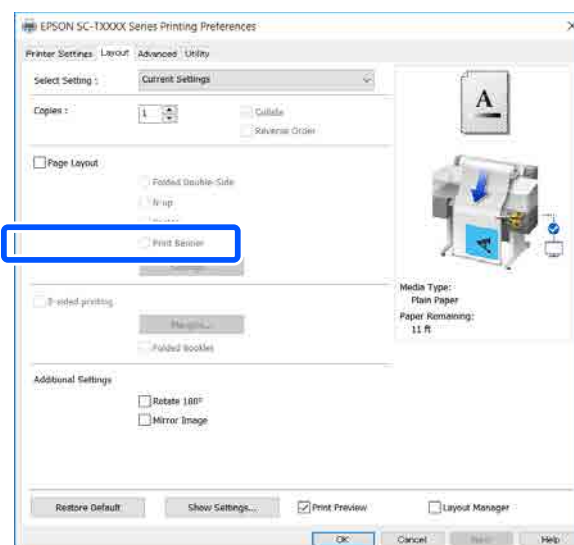 EPSON SC-TXXXX Series Printing Preferences
Printer Settings Layout Advanced Utility
Select Setting : Current Settings
Copies : 1 Collate
Reverse Order
Page Layout
Folded Double-Side
N-up
Poster
Print Banner
Settings...
2-sided printing
Margins...
Folded Booklet
Additional Settings
Rotate 180°
Mirror Image
A
Media Type:
Plain Paper
Paper Remaining:
11 ft
Restore Default Show Settings... Print Preview Layout Manager
OK Cancel Help